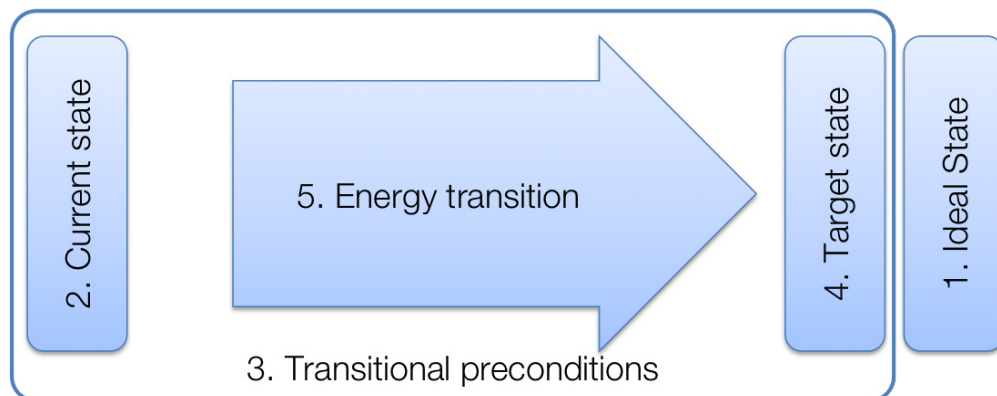 2. Current state
5. Energy transition
3. Transitional preconditions
4. Target state
1. Ideal State